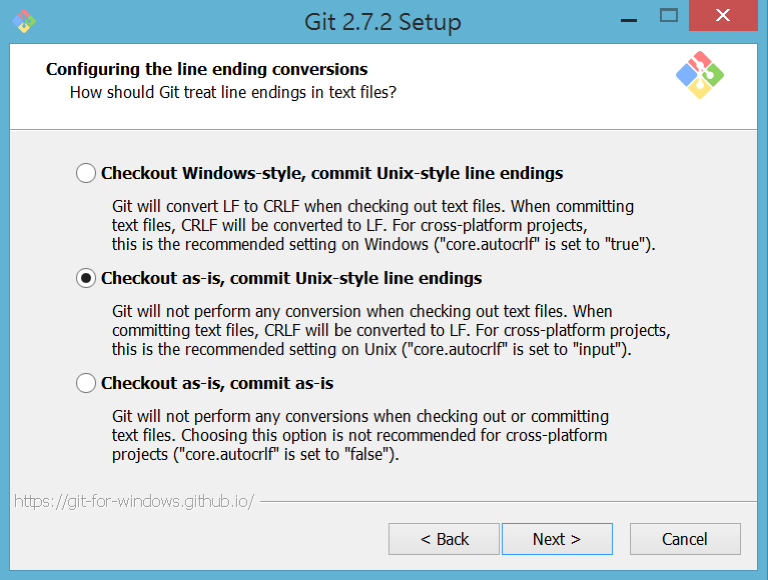 Git 2.7.2 Setup
Configuring the line ending conversions
How should Git treat line endings in text files?
Checkout Windows-style, commit Unix-style line endings
Git will convert LF to CRLF when checking out text files. When committing
text files, CRLF will be converted to LF. For cross-platform projects,
this is the recommended setting on Windows ("core.autocrlf" is set to "true").
Checkout as-is, commit Unix-style line endings
Git will not perform any conversion when checking out text files. When
committing text files, CRLF will be converted to LF. For cross-platform projects,
this is the recommended setting on Unix ("core.autocrlf" is set to "input").
Checkout as-is, commit as-is
Git will not perform any conversions when checking out or committing
text files. Choosing this option is not recommended for cross-platform
projects ("core.autocrlf" is set to "false").
https://git-for-windows.github.io/
< Back Next > Cancel